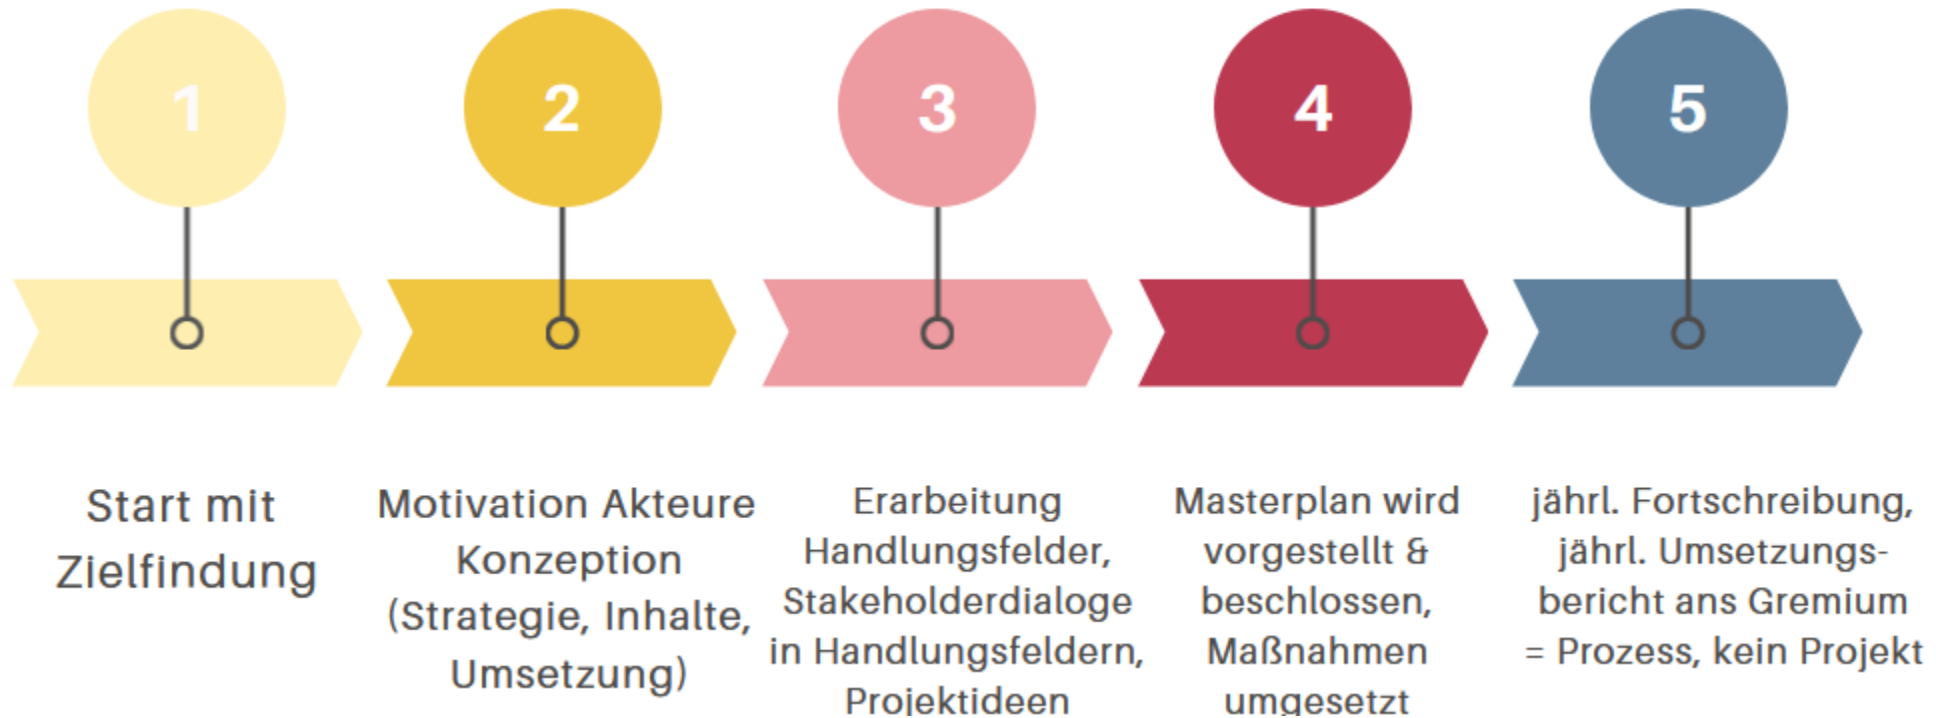 1
2
3
4
5
Start mit
Zielfindung
Motivation Akteure
Konzeption
(Strategie, Inhalte,
Umsetzung)
Erarbeitung
Handlungsfelder,
Stakeholderdialoge
in Handlungsfeldern,
Projektideen
Masterplan wird
vorgestellt &
beschlossen,
Maßnahmen
umgesetzt
jährl. Fortschreibung,
jährl. Umsetzungs-
bericht ans Gremium
= Prozess, kein Projekt